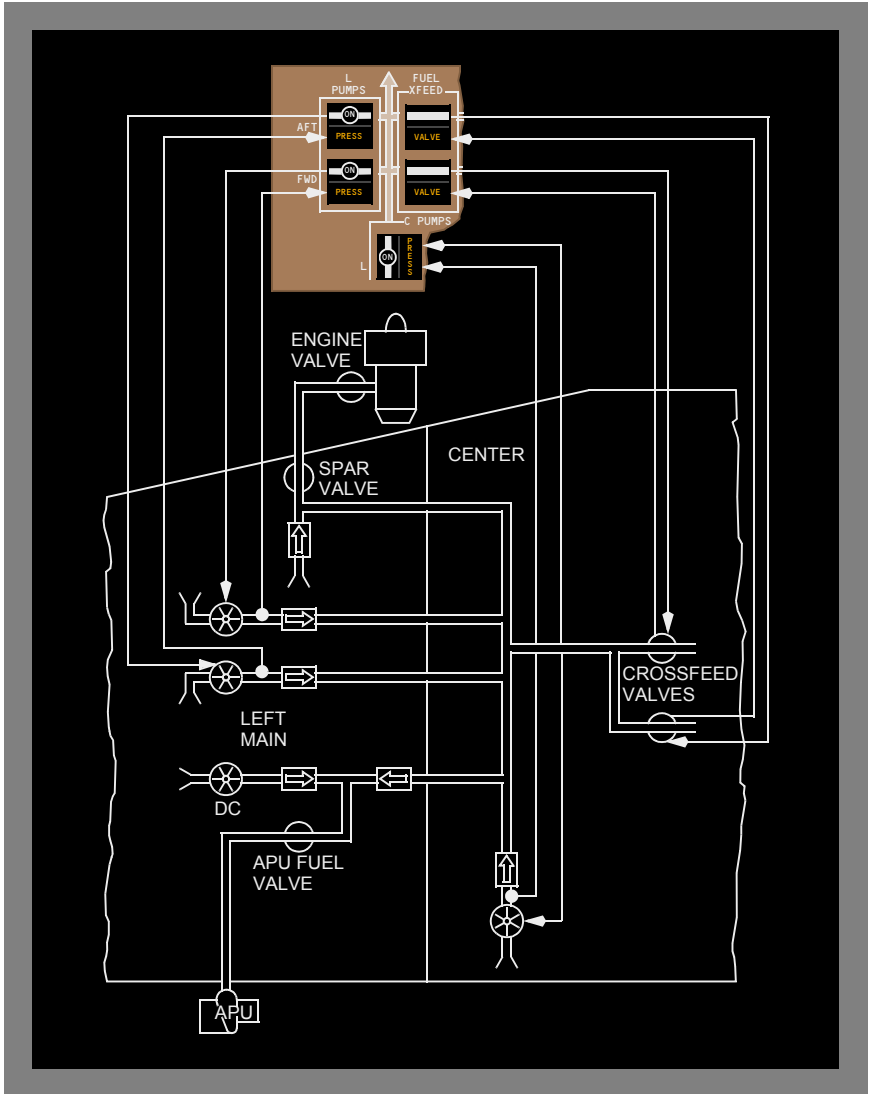 L
PUMPS
FUEL
XFEED
ON
AFT
PRESS
VALVE
ON
FWD
PRESS
VALVE
C PUMPS
L
ON
PRESS
ENGINE
VALVE
CENTER
SPAR
VALVE
CROSSFEED
VALVES
LEFT
MAIN
DC
APU FUEL
VALVE
APU